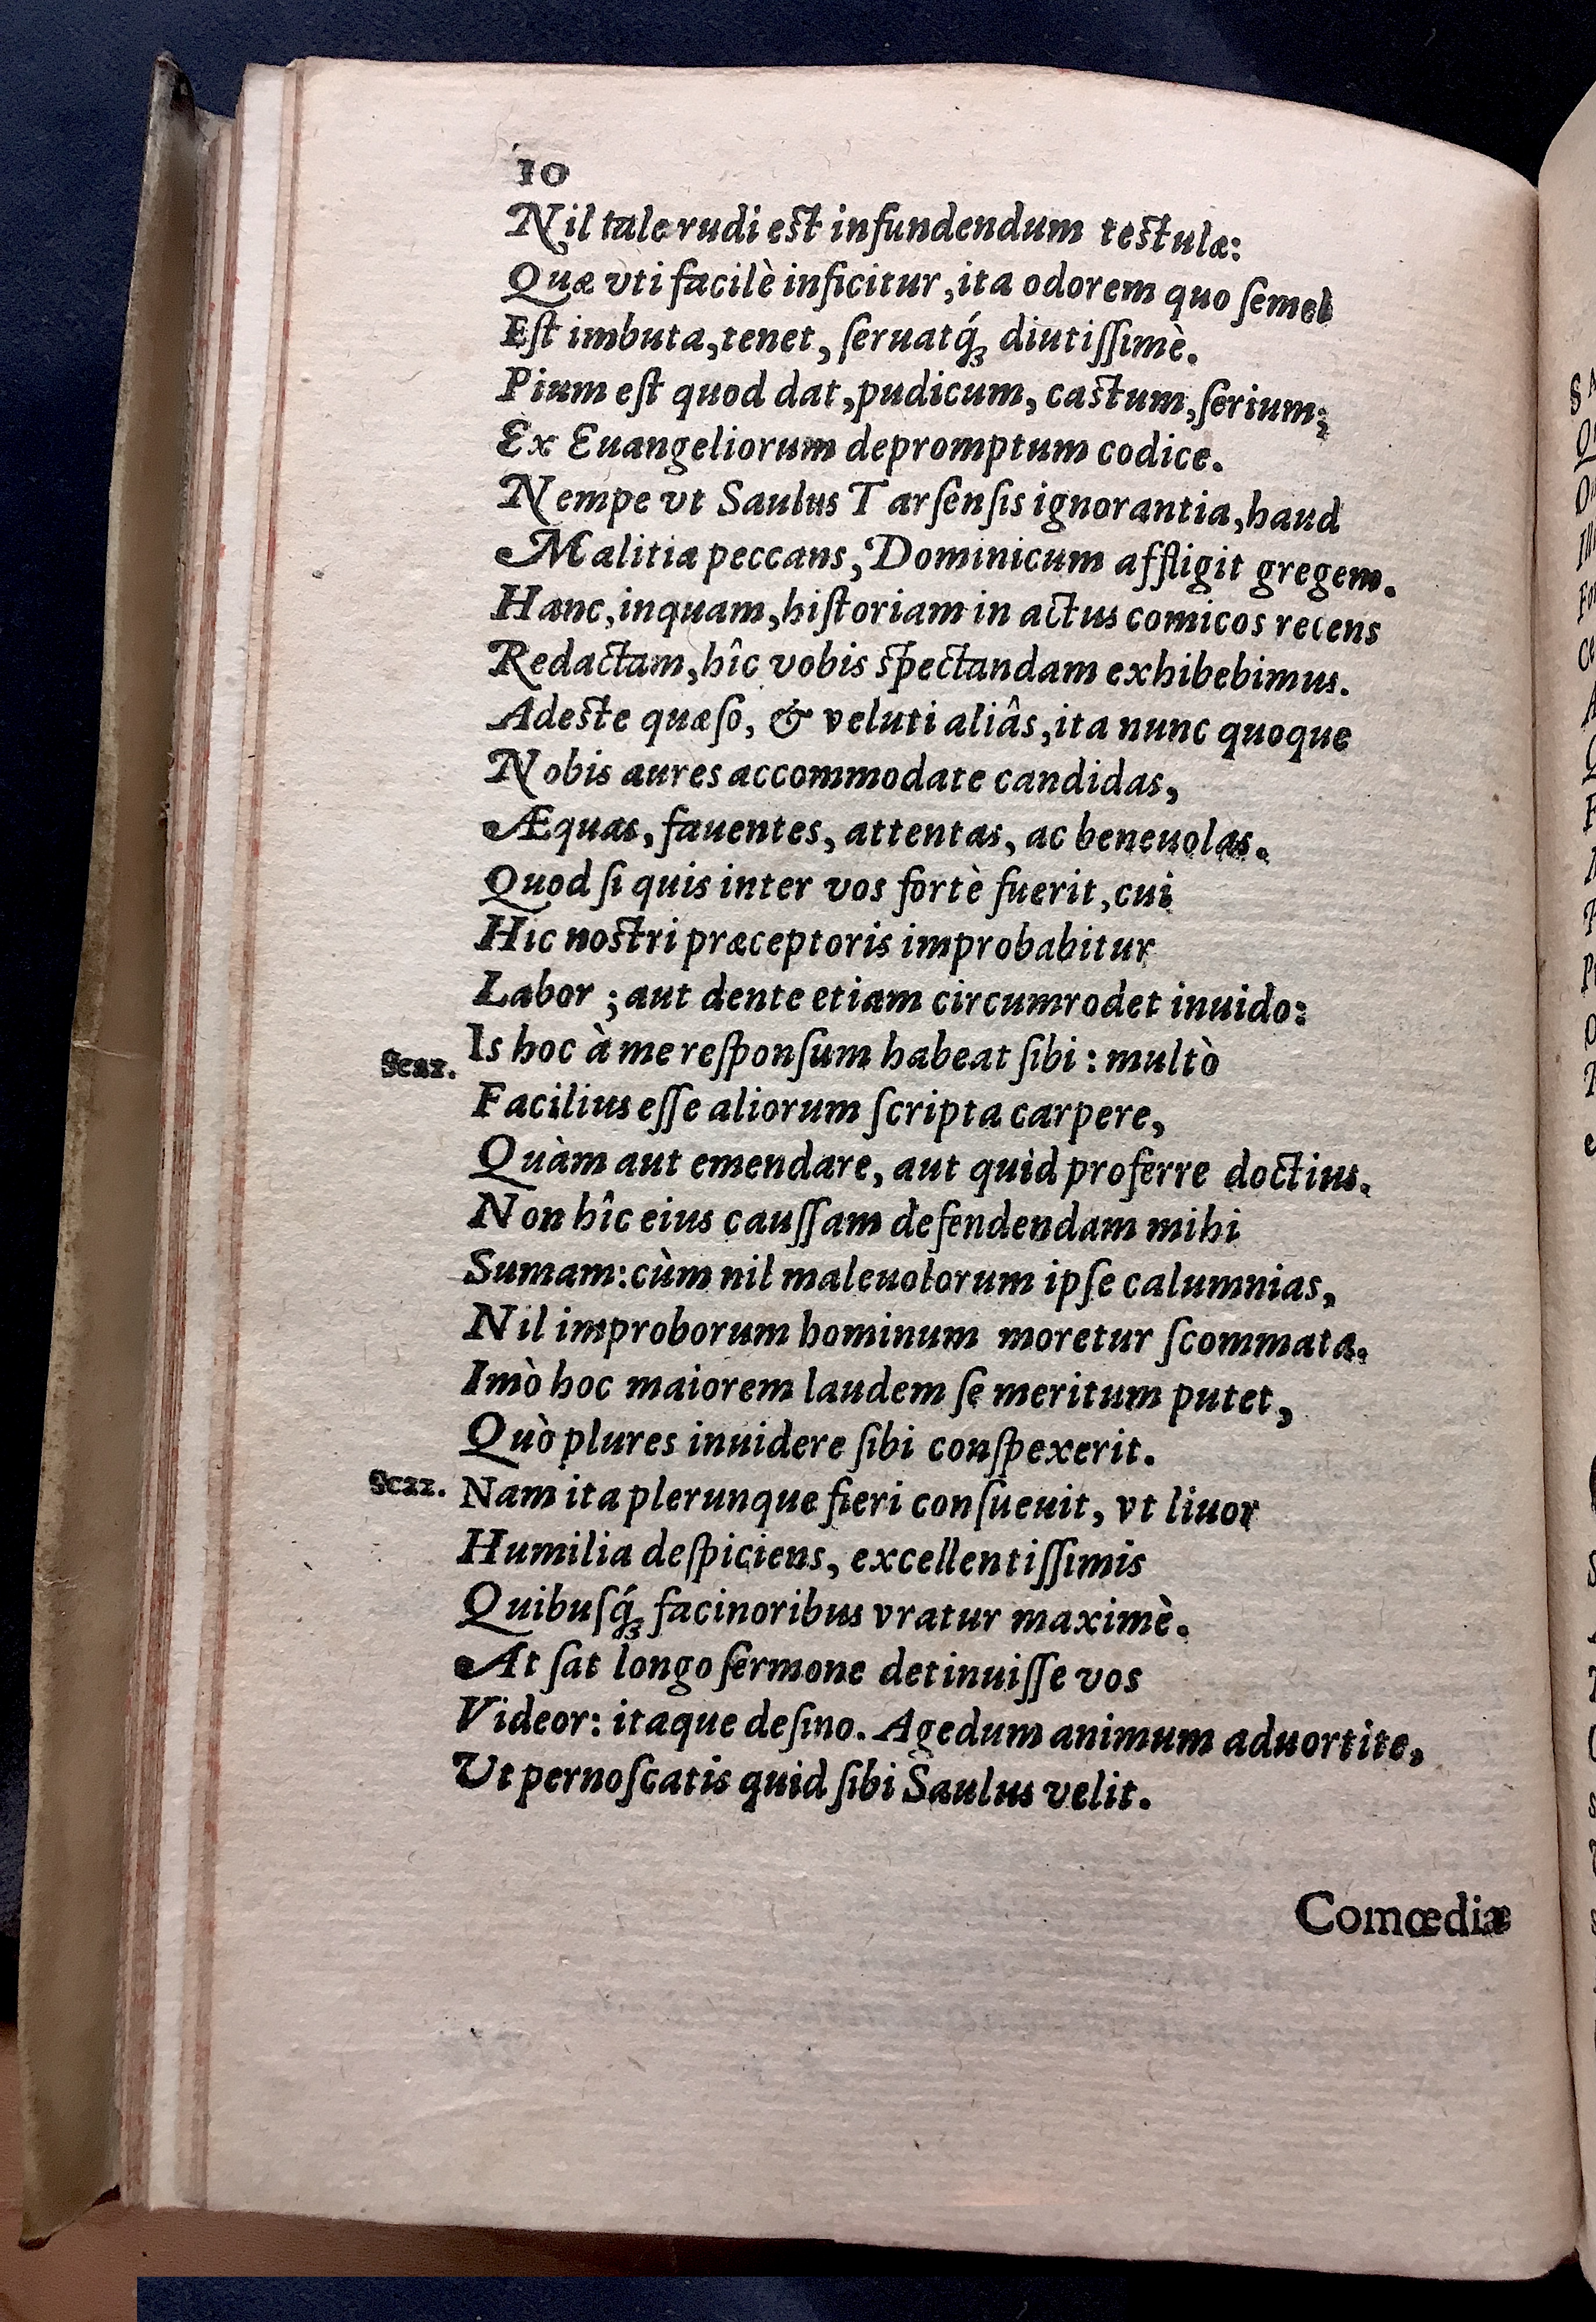 10
Nil tale rudi est infundendum testulæ:
Quæ vti facilè inficitur, ita odorem quo ſemel
Eſt imbuta, tenet, ſeruatq́ꝫ diutiſſimè.
Pium eſt quod dat, pudicum, castum, ſerium;
Ex Euangeliorum depromptum codice.
Nempe vt Saulus Tarſenſis ignorantia, haud
Malitia peccans, Dominicum affligit gregem.
Hanc, inquam, hiſtoriam in actus comicos recens
Redactam, hîc vobis spectandam exhibebimus.
Adeste quæſo, & veluti aliâs, ita nunc quoque
Nobis aures accommodate candidas,
Æquas, fauentes, attentas, ac beneuolas.
Quod ſi quis inter vos fortè fuerit, cui
Hic nostri præceptoris improbabitur
Labor ; aut dente etiam circumrodet inuido:
Scaz. Is hoc à me reſponſum habeat ſibi : multò
Facilius eſſe aliorum ſcripta carpere,
Quàm aut emendare, aut quid proferre doctius.
Non hîc eius cauſſam defendendam mihi
Sumam: cùm nil maleuolorum ipſe calumnias,
Nil improborum hominum moretur ſcommata.
Imò hoc maiorem laudem ſe meritum putet,
Quò plures inuidere ſibi conſpexerit.
Scaz. Nam ita plerunque fieri conſueuit, vt liuor
Humilia deſpiciens, excellentiſſimis
Quibuſq́ꝫ facinoribus vratur maximè.
At ſat longo ſermone detinuiſſe vos
Videor: itaque deſino. Agedum animum aduortite,
Vt pernoſcatis quid ſibi Saulus velit.
Comœdiæ